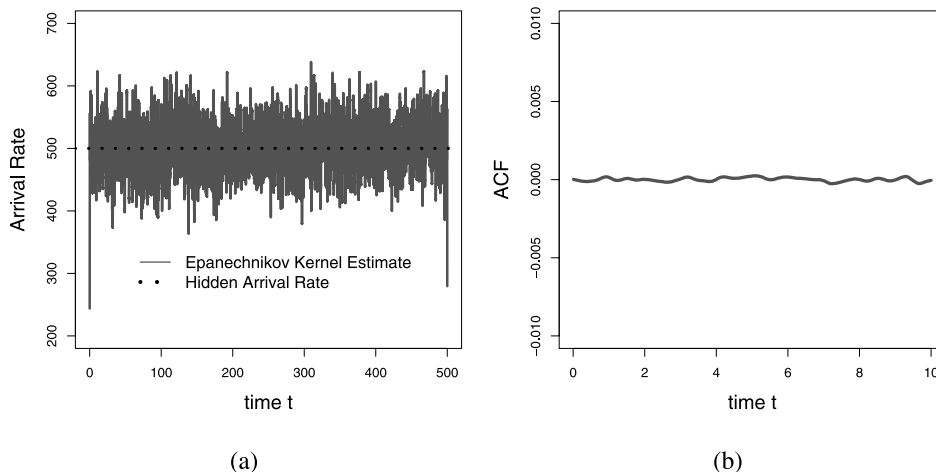 700
600
500
400
300
200
Arrival Rate
Epanechnikov Kernel Estimate
Hidden Arrival Rate
0 100 200 300 400 500
time t
(a)
0.010
0.005
0.000
−0.005
−0.010
ACF
0 2 4 6 8 10
time t
(b)